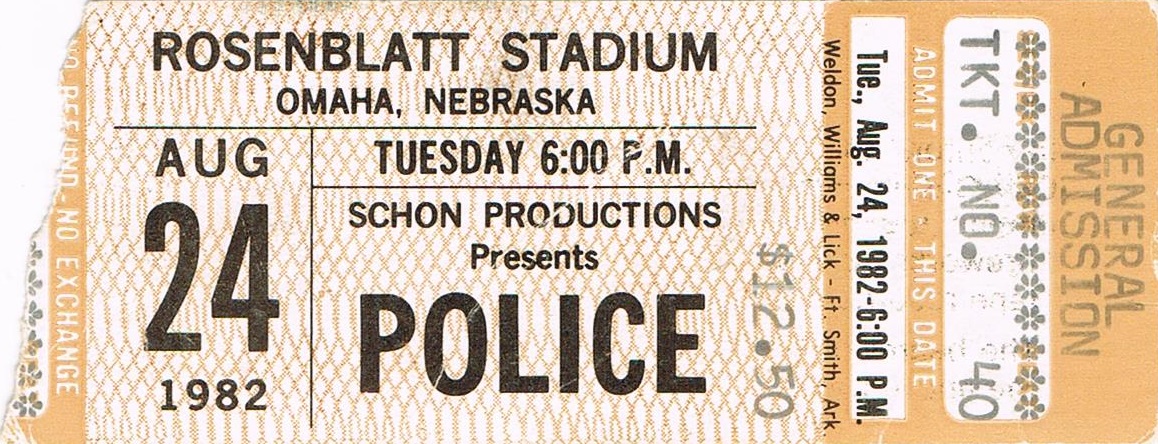 ROSENBLATT STADIUM
OMAHA, NEBRASKA
AUG
24
1982
TUESDAY 6:00 P.M.
SCHON PRODUCTIONS
Presents
POLICE
$12.50
NO REFUND-NO EXCHANGE
Weldon, Williams & Lick - Ft. Smith, Ark.
Tue., Aug. 24, 1982-6:00 P.M.
ADMIT ONE - THIS DATE
TKT. NO. 40
GENERAL
ADMISSION